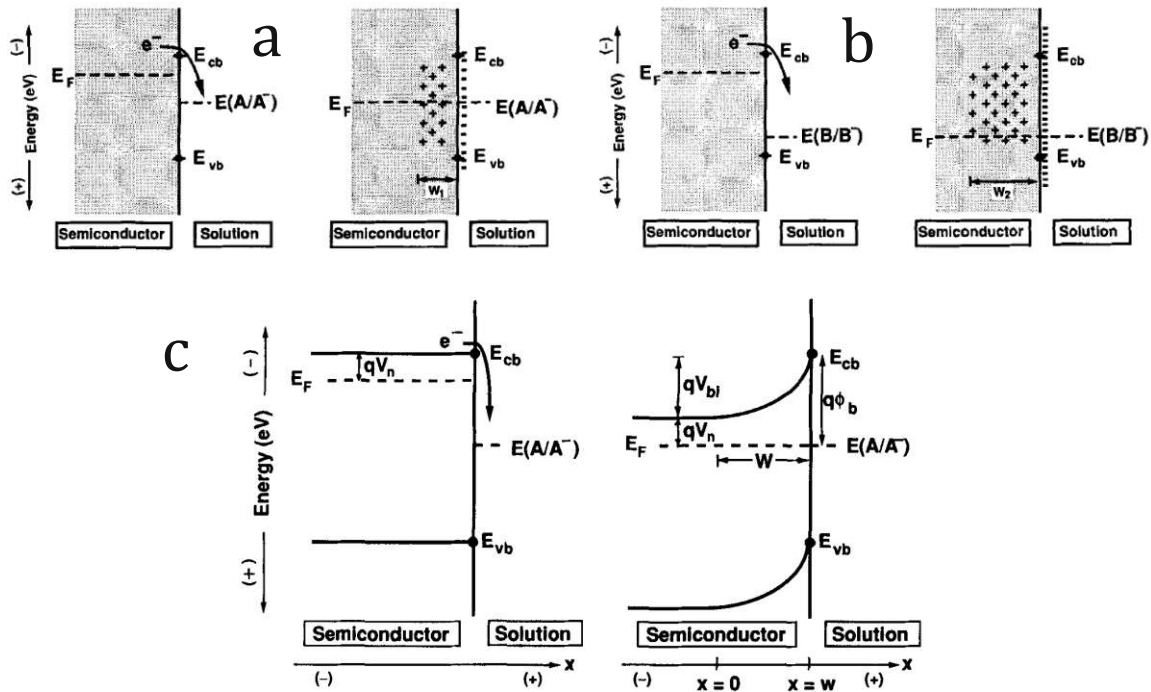 a
b
(-)
Energy (eV)
(+)
e⁻
E_cb
E_F
E(A/A⁻)
E_vb
Semiconductor
Solution
E_cb
E_F
E(A/A⁻)
E_vb
W₁
Semiconductor
Solution
(-)
Energy (eV)
(+)
e⁻
E_cb
E_F
E(B/B⁻)
E_vb
Semiconductor
Solution
E_cb
E_F
E(B/B⁻)
E_vb
W₂
Semiconductor
Solution
c
(-)
Energy (eV)
(+)
e⁻
E_cb
qV_n
E_F
E(A/A⁻)
E_vb
Semiconductor
Solution
(-)
(+)
x
E_cb
qV_bi
qϕ_b
qV_n
E_F
E(A/A⁻)
W
E_vb
Semiconductor
Solution
(-)
x = 0
x = w
(+)
x